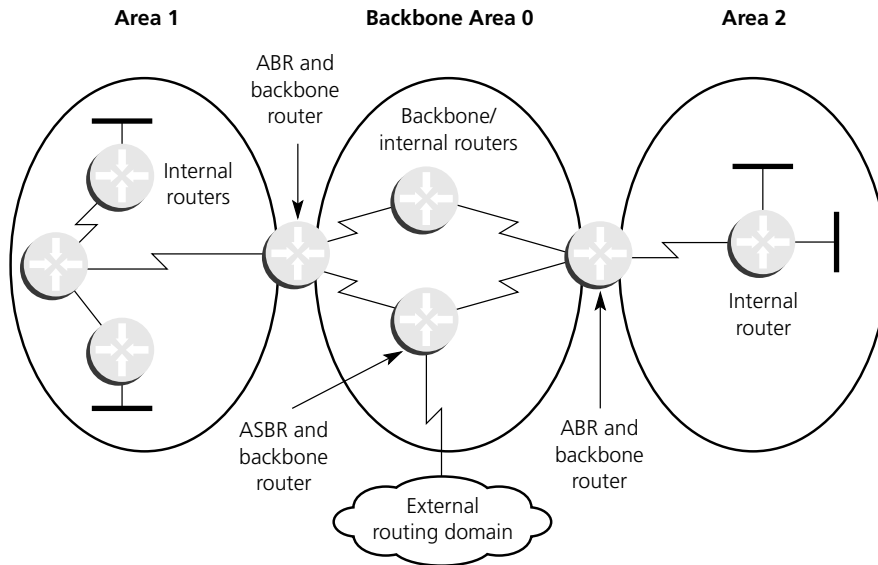 Area 1
Backbone Area 0
Area 2
ABR and
backbone
router
Backbone/
internal routers
Internal
routers
Internal
router
ASBR and
backbone
router
ABR and
backbone
router
External
routing domain